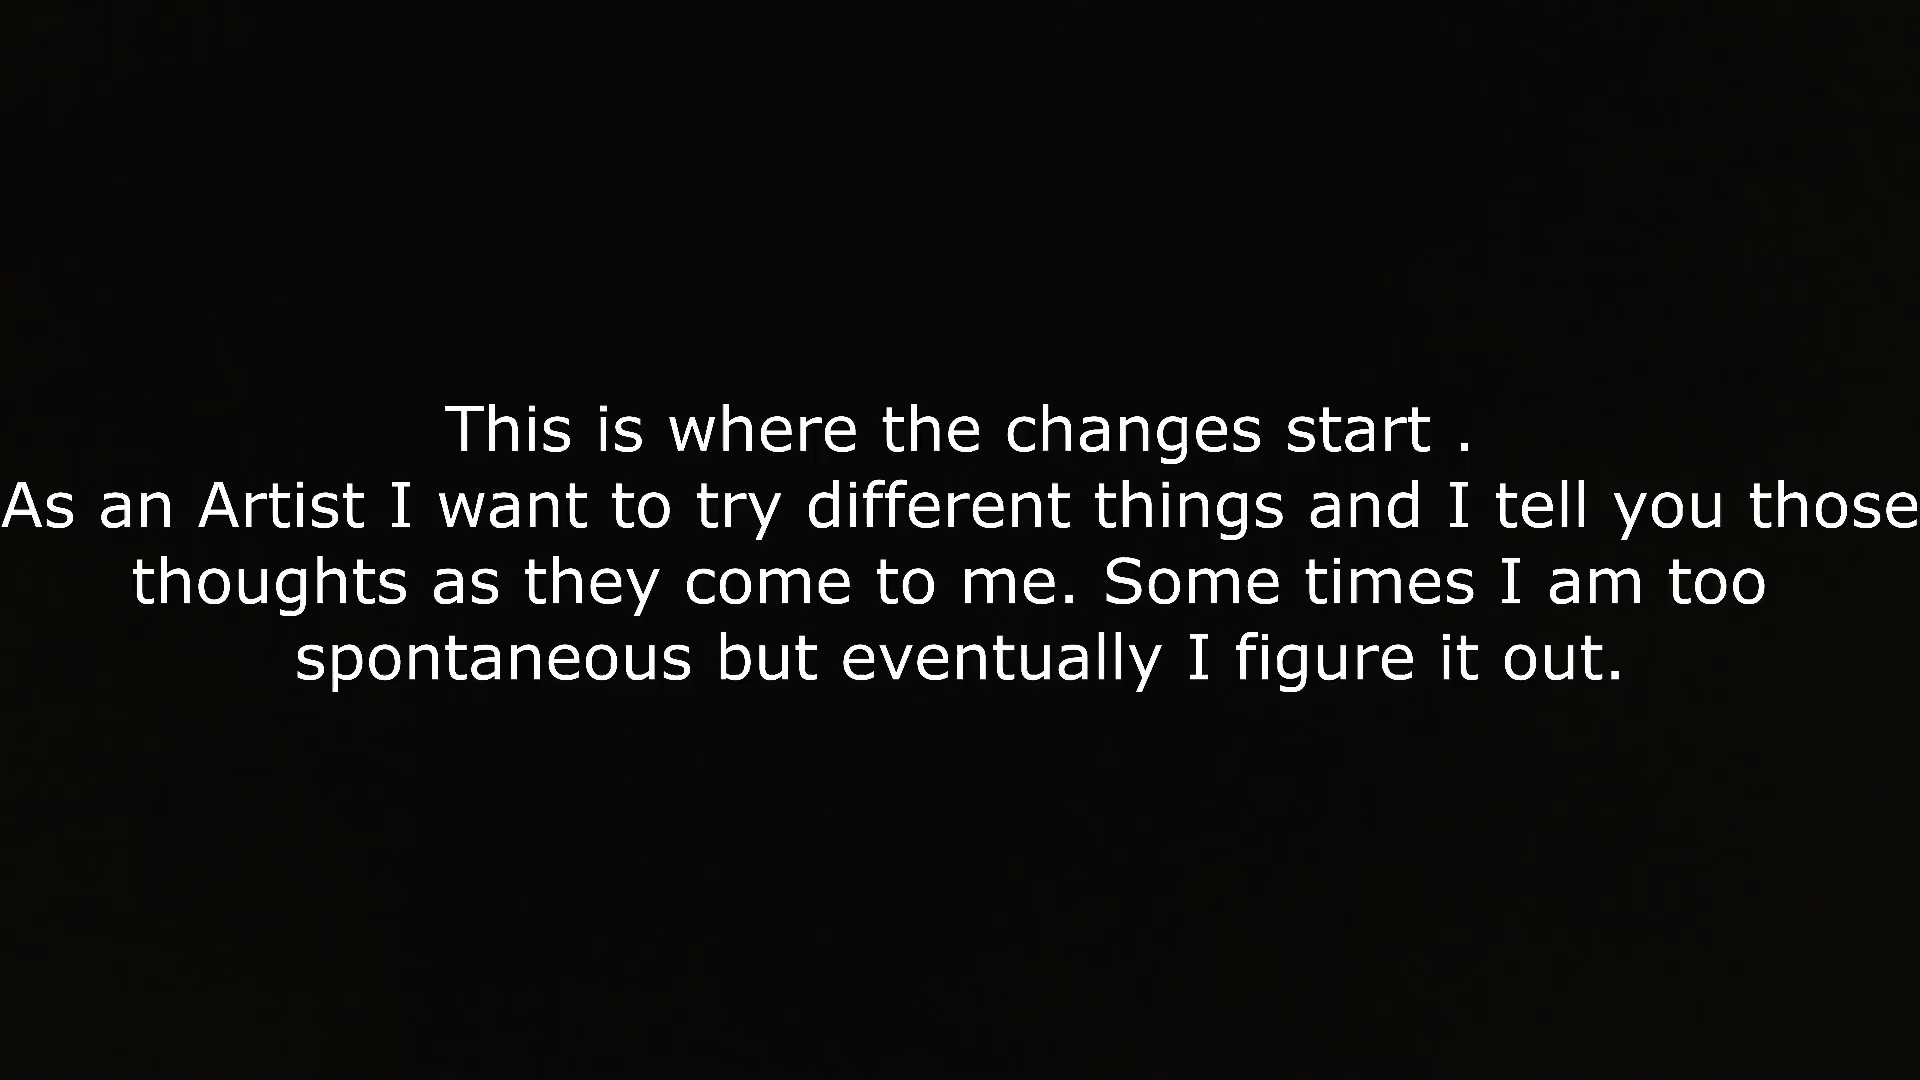 This is where the changes start .
As an Artist I want to try different things and I tell you those
thoughts as they come to me. Some times I am too
spontaneous but eventually I figure it out.